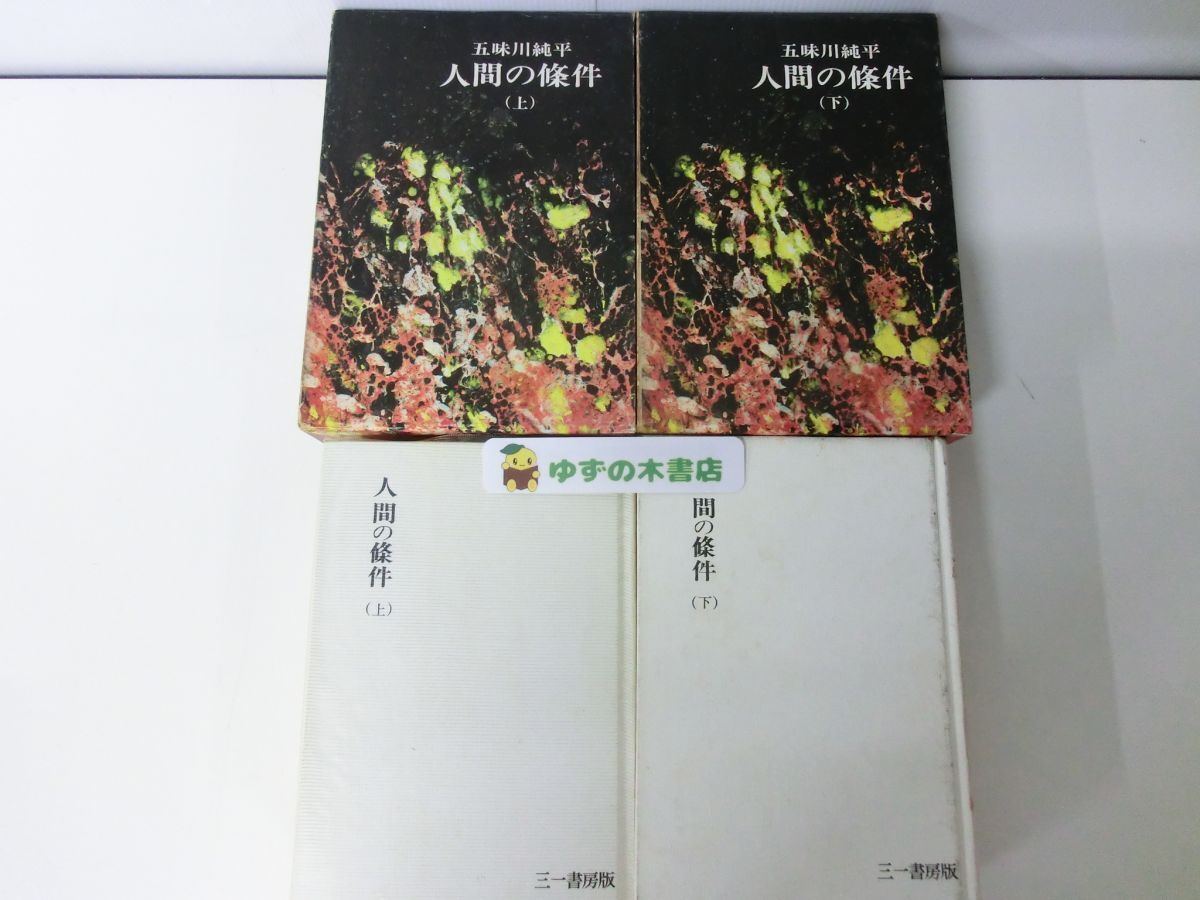 五味川純平
人間の條件
(上)
五味川純平
人間の條件
(下)
ゆずの木書店
人間の條件
(上)
間の條件
(下)
三一書房版
三一書房版